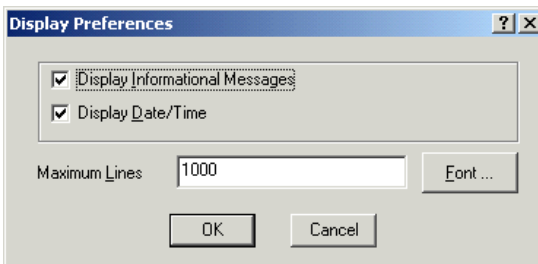 Display Preferences
Display Informational Messages
Display Date/Time
Maximum Lines 1000 Font ...
OK Cancel